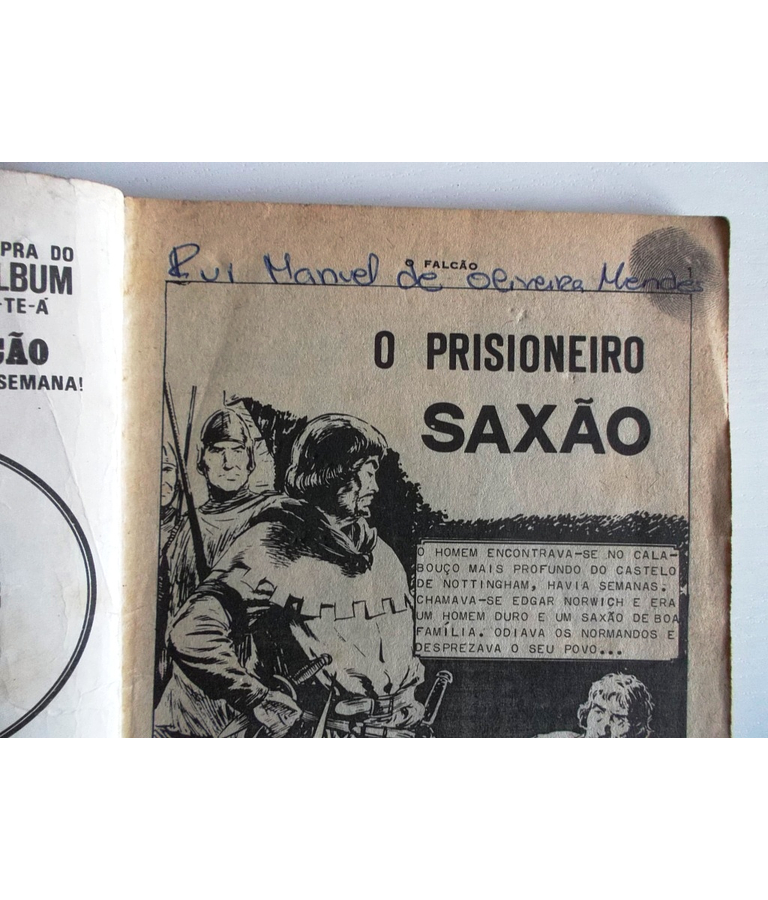 PRA DO
LBUM
-TE-Á
ÇÃO
SEMANA!
O FALCÃO
Rui Manuel de Oliveira Mendes
O PRISIONEIRO
SAXÃO
O HOMEM ENCONTRAVA-SE NO CALA-
BOUÇO MAIS PROFUNDO DO CASTELO
DE NOTTINGHAM, HAVIA SEMANAS.
CHAMAVA-SE EDGAR NORWICH E ERA
UM HOMEM DURO E UM SAXÃO DE BOA
FAMÍLIA. ODIAVA OS NORMANDOS E
DESPREZAVA O SEU POVO...